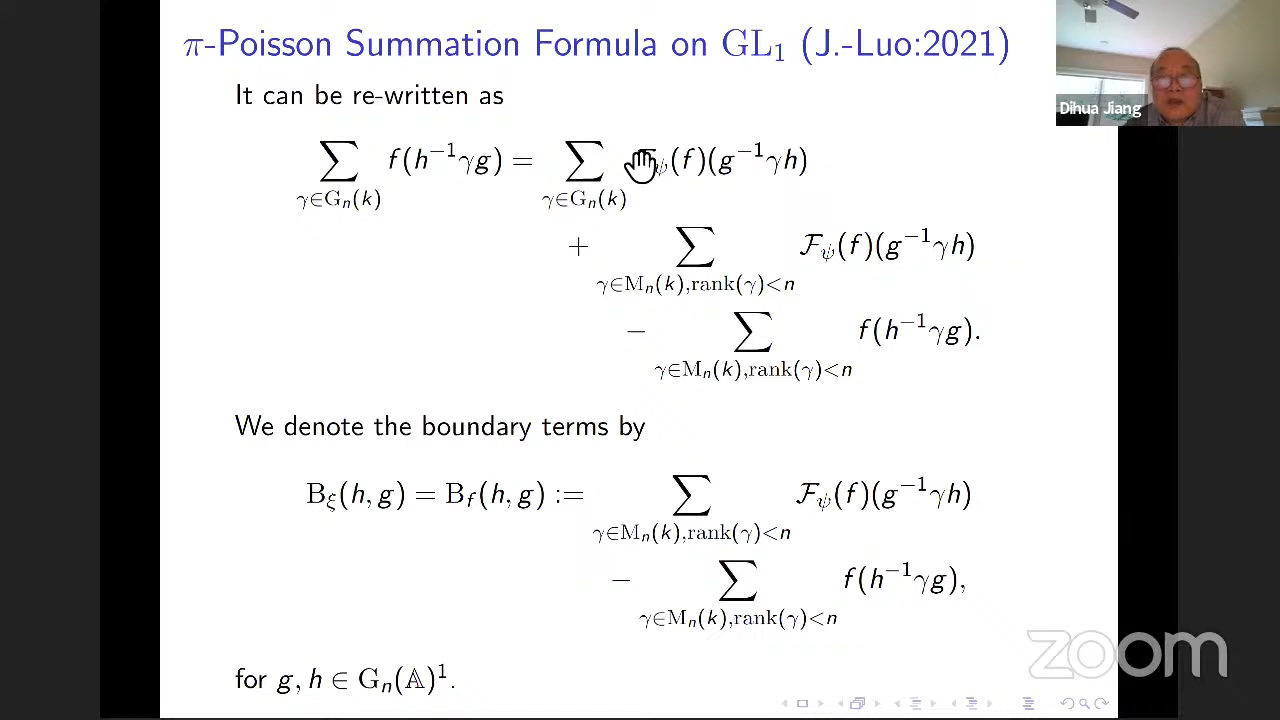 π-Poisson Summation Formula on GL₁ (J.-Luo:2021)
Dihua Jiang
It can be re-written as
∑_{γ∈G_n(k)} f(h⁻¹γg) = ∑_{γ∈G_n(k)} F_ψ(f)(g⁻¹γh)
+ ∑_{γ∈M_n(k),rank(γ)<n} F_ψ(f)(g⁻¹γh)
− ∑_{γ∈M_n(k),rank(γ)<n} f(h⁻¹γg).
We denote the boundary terms by
B_ξ(h, g) = B_f(h, g) := ∑_{γ∈M_n(k),rank(γ)<n} F_ψ(f)(g⁻¹γh)
− ∑_{γ∈M_n(k),rank(γ)<n} f(h⁻¹γg),
for g, h ∈ G_n(𝔸)¹.
zoom